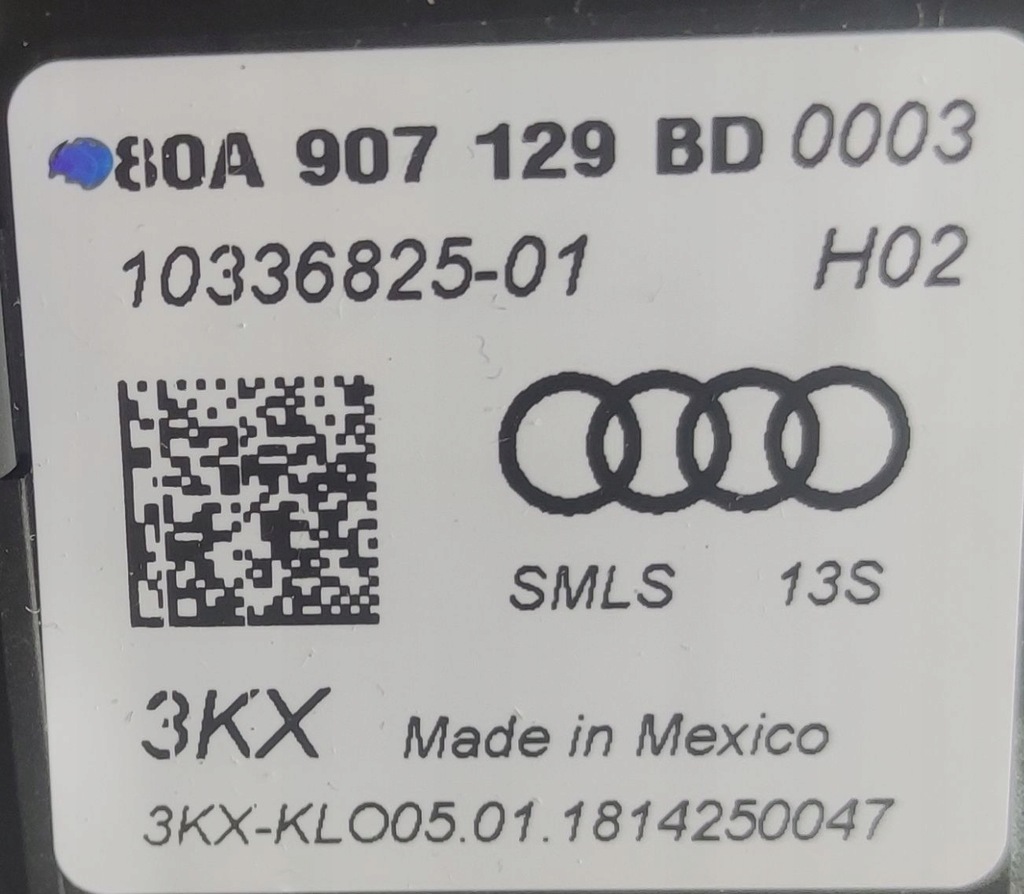 80A 907 129 BD 0003
10336825-01 H02
SMLS 13S
3KX Made in Mexico
3KX-KLO05.01.1814250047